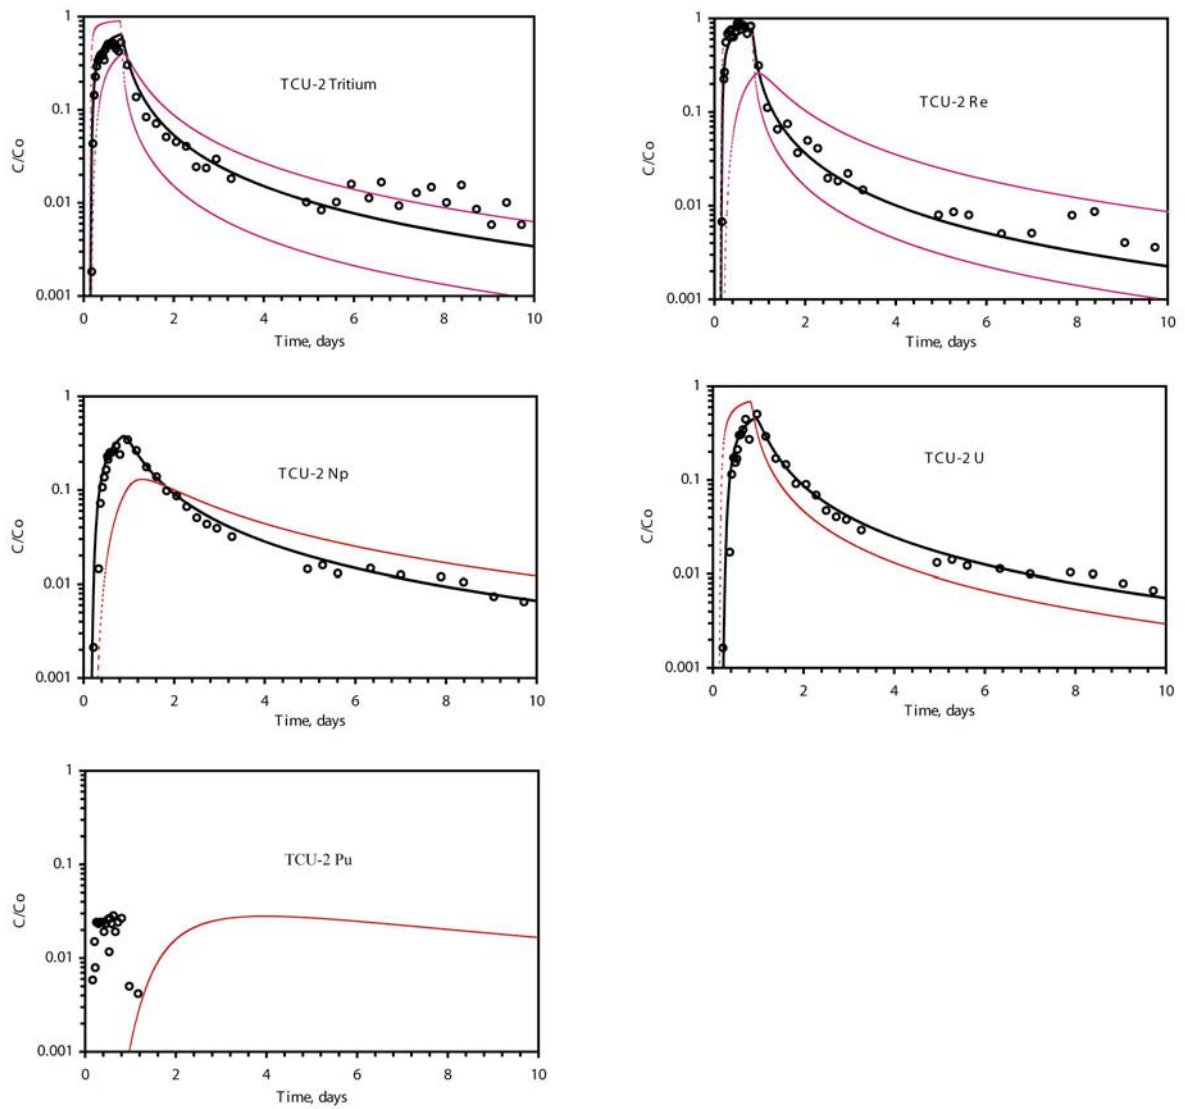 1
0.1
0.01
0.001
C/Co
TCU-2 Tritium
0 2 4 6 8 10
Time, days
1
0.1
0.01
0.001
C/Co
TCU-2 Re
0 2 4 6 8 10
Time, days
1
0.1
0.01
0.001
C/Co
TCU-2 Np
0 2 4 6 8 10
Time, days
1
0.1
0.01
0.001
C/Co
TCU-2 U
0 2 4 6 8 10
Time, days
1
0.1
0.01
0.001
C/Co
TCU-2 Pu
0 2 4 6 8 10
Time, days